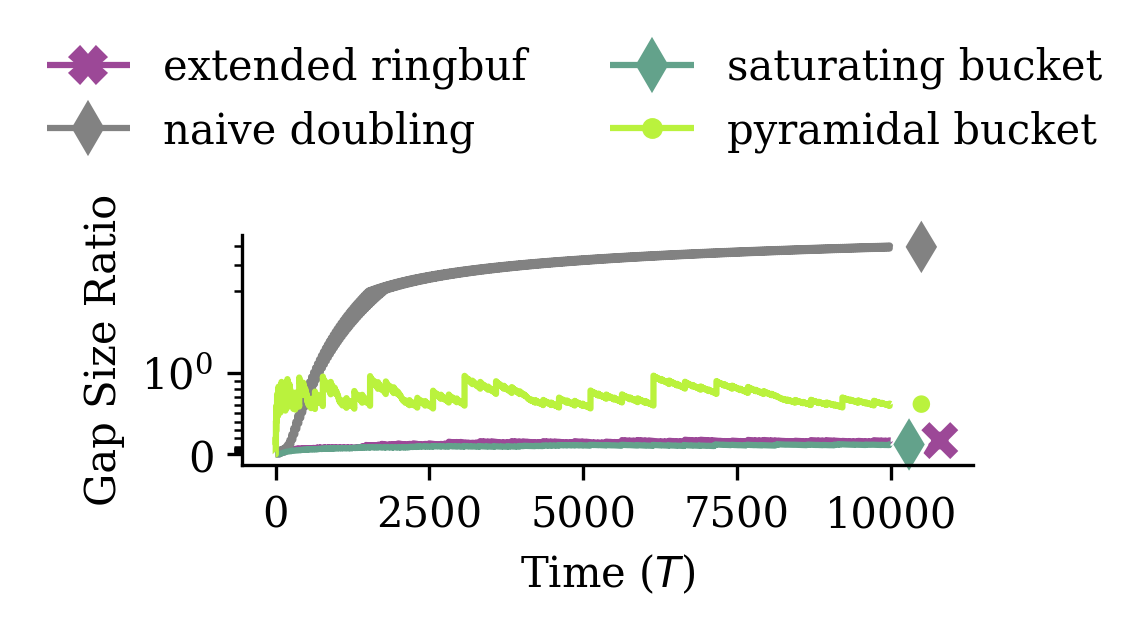 extended ringbuf
saturating bucket
naive doubling
pyramidal bucket
Gap Size Ratio
10⁰
0
0 2500 5000 7500 10000
Time (T)